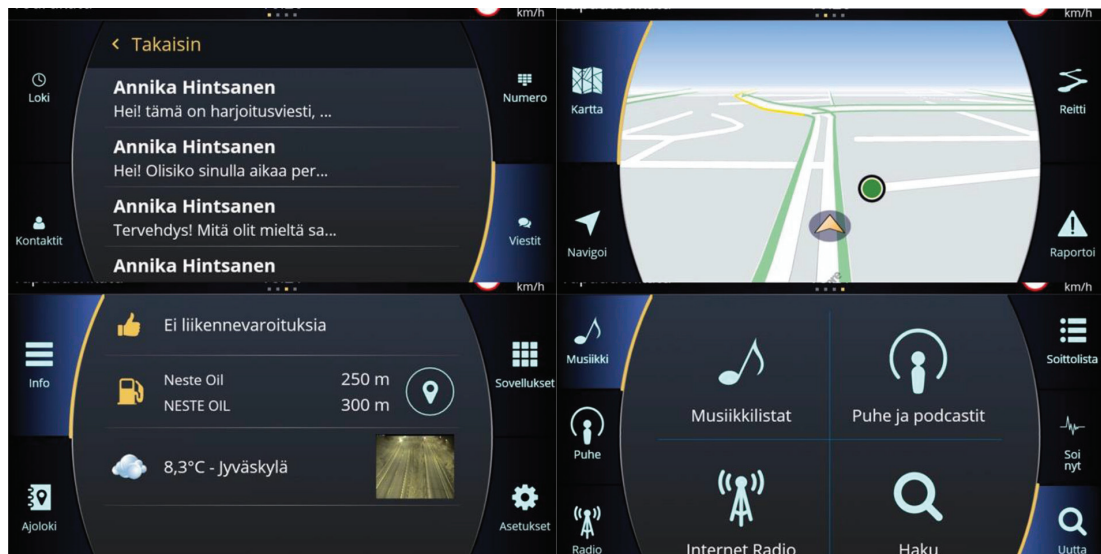 km/h
< Takaisin
Loki
Numero
Annika Hintsanen
Hei! tämä on harjoitusviesti, ...
Annika Hintsanen
Hei! Olisiko sinulla aikaa per...
Annika Hintsanen
Tervehdys! Mitä olit mieltä sa...
Annika Hintsanen
Kontaktit
Viestit
km/h
Kartta
Reitti
Navigoi
Raportoi
km/h
Ei liikennevaroituksia
Info
Sovellukset
Neste Oil 250 m
NESTE OIL 300 m
8,3°C - Jyväskylä
Ajoloki
Asetukset
km/h
Musiikki
Soittolista
Musiikkilistat
Puhe ja podcastit
Puhe
Soi
nyt
Radio
Internet Radio
Haku
Uutta